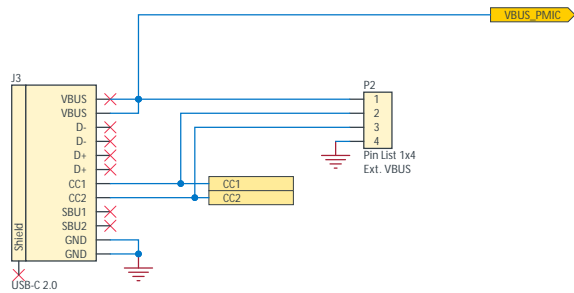 VBUS_PMIC
J3
VBUS
VBUS
D-
D-
D+
D+
CC1
CC2
SBU1
SBU2
GND
GND
Shield
USB-C 2.0
P2
1
2
3
4
Pin List 1x4
Ext. VBUS
CC1
CC2